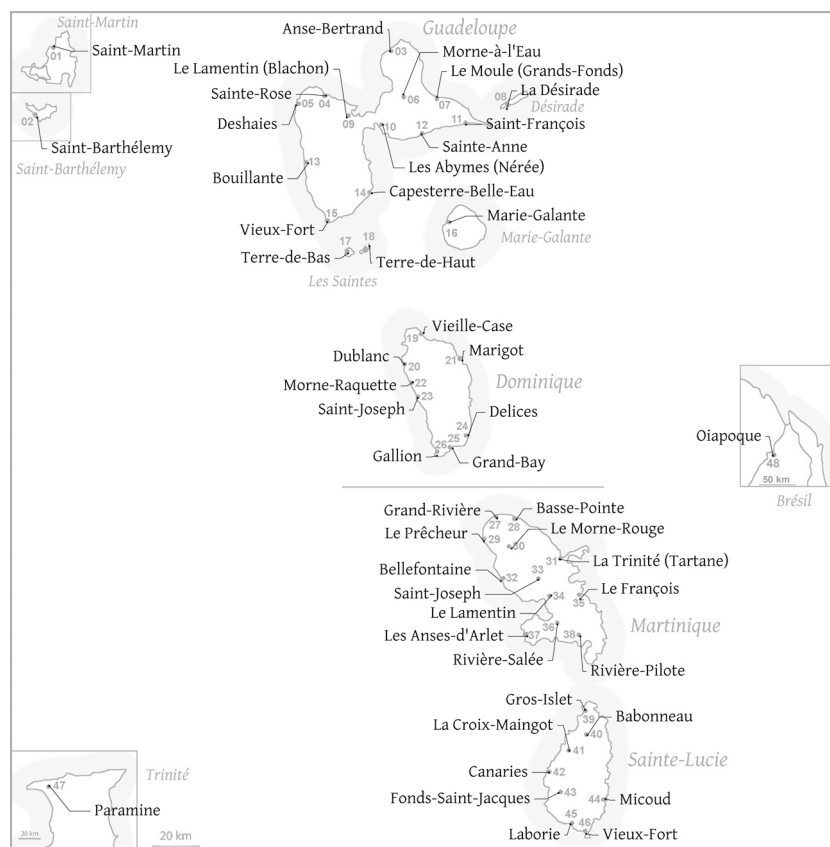 Saint-Martin
Saint-Martin
01
02
Saint-Barthélemy
Saint-Barthélemy
Guadeloupe
Anse-Bertrand
03
Morne-à-l'Eau
Le Lamentin (Blachon)
Le Moule (Grands-Fonds)
Sainte-Rose
La Désirade
08
Désirade
05
04
06
07
Deshaies
09
10
12
11
Saint-François
Sainte-Anne
Les Abymes (Nérée)
13
Bouillante
14
Capesterre-Belle-Eau
15
Vieux-Fort
Marie-Galante
16
Marie-Galante
17
18
Terre-de-Bas
Terre-de-Haut
Les Saintes
Vieille-Case
19
Dublanc
20
21
Marigot
Morne-Raquette
22
Dominique
Saint-Joseph
23
Delices
24
25
26
Gallion
Grand-Bay
Oiapoque
48
50 km
Brésil
Grand-Rivière
27
28
Basse-Pointe
Le Prêcheur
29
30
Le Morne-Rouge
31
La Trinité (Tartane)
Bellefontaine
32
33
Saint-Joseph
Le François
34
35
Le Lamentin
Martinique
36
Les Anses-d'Arlet
37
38
Rivière-Salée
Rivière-Pilote
Gros-Islet
39
Babonneau
40
La Croix-Maingot
41
Sainte-Lucie
Canaries
42
Fonds-Saint-Jacques
43
44
Micoud
45
46
Laborie
Vieux-Fort
Trinité
47
Paramine
20 km
20 km